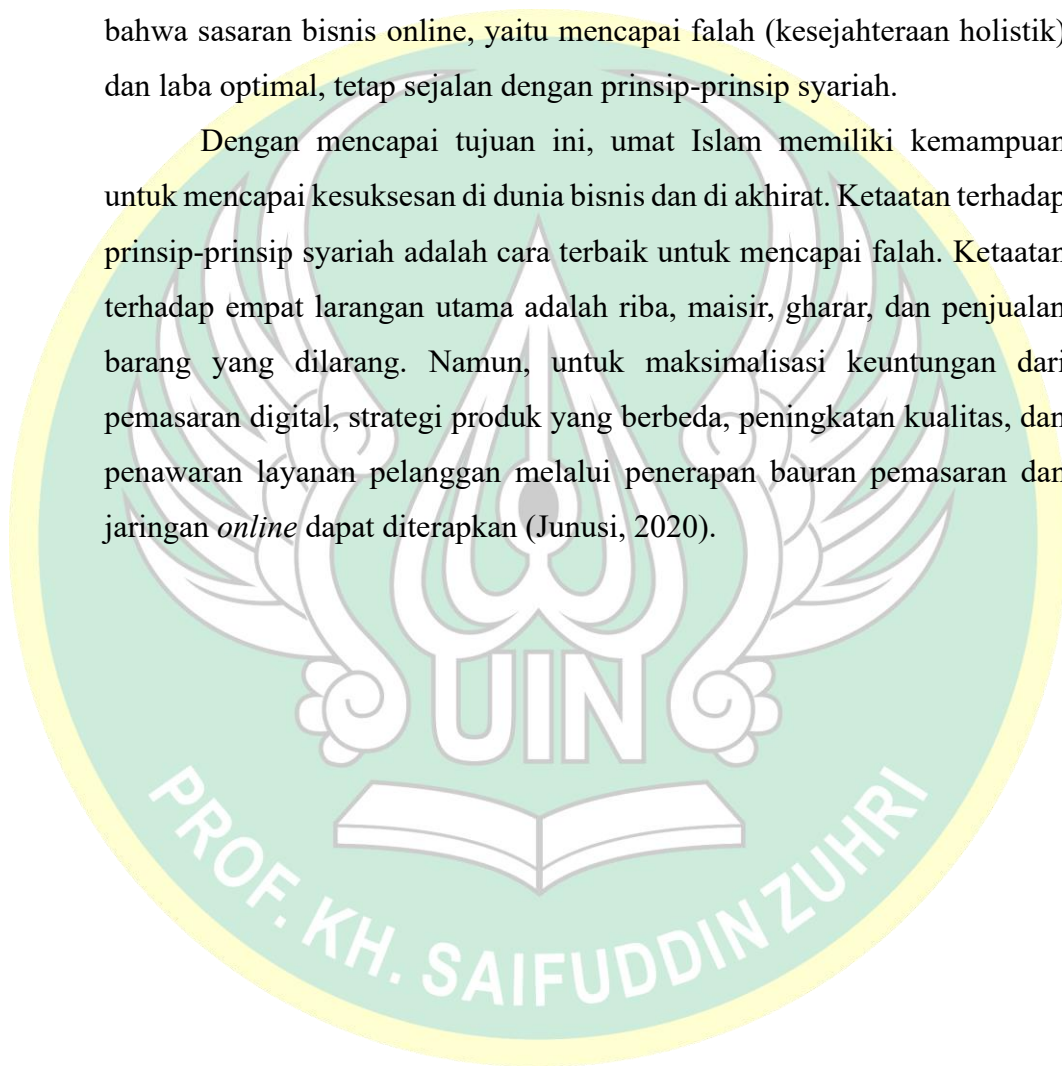 bahwa sasaran bisnis online, yaitu mencapai falah (kesejahteraan holistik)
dan laba optimal, tetap sejalan dengan prinsip-prinsip syariah.
Dengan mencapai tujuan ini, umat Islam memiliki kemampuan
untuk mencapai kesuksesan di dunia bisnis dan di akhirat. Ketaatan terhadap
prinsip-prinsip syariah adalah cara terbaik untuk mencapai falah. Ketaatan
terhadap empat larangan utama adalah riba, maisir, gharar, dan penjualan
barang yang dilarang. Namun, untuk maksimalisasi keuntungan dari
pemasaran digital, strategi produk yang berbeda, peningkatan kualitas, dan
penawaran layanan pelanggan melalui penerapan bauran pemasaran dan
jaringan online dapat diterapkan (Junusi, 2020).
UIN
PROF. KH. SAIFUDDIN ZUHRI